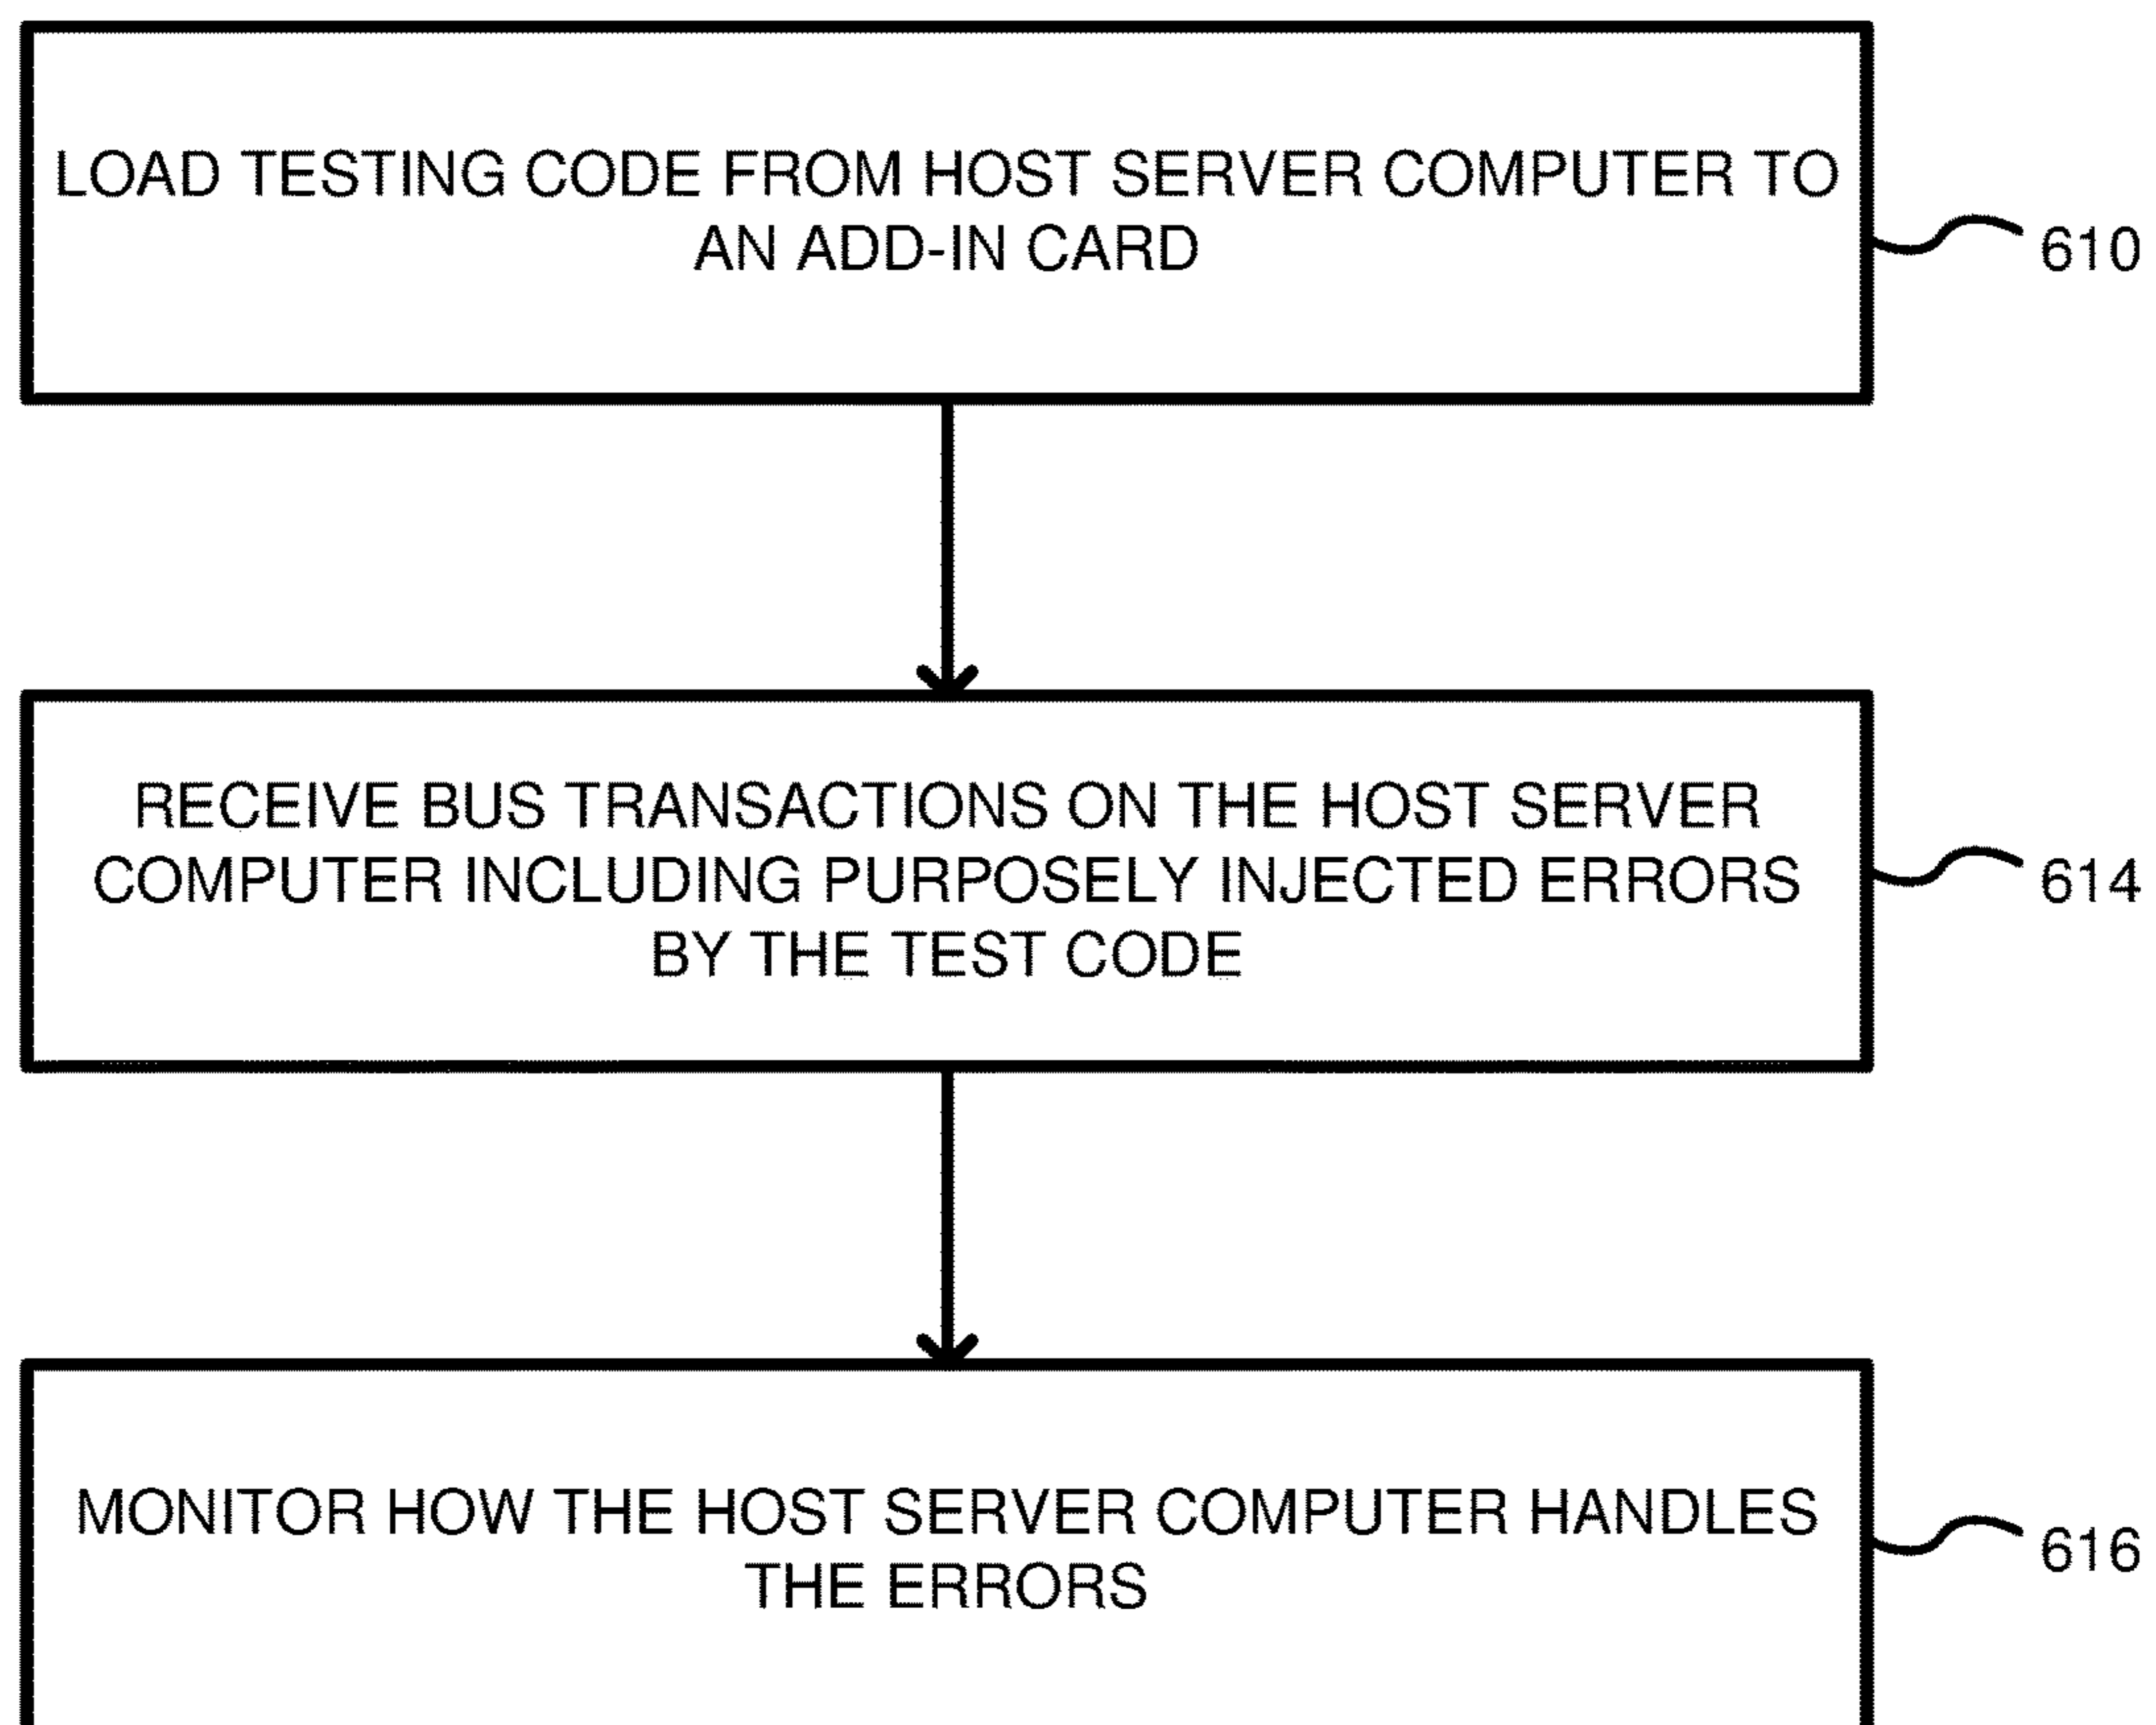 LOAD TESTING CODE FROM HOST SERVER COMPUTER TO
AN ADD-IN CARD
610
RECEIVE BUS TRANSACTIONS ON THE HOST SERVER
COMPUTER INCLUDING PURPOSELY INJECTED ERRORS
BY THE TEST CODE
614
MONITOR HOW THE HOST SERVER COMPUTER HANDLES
THE ERRORS
616